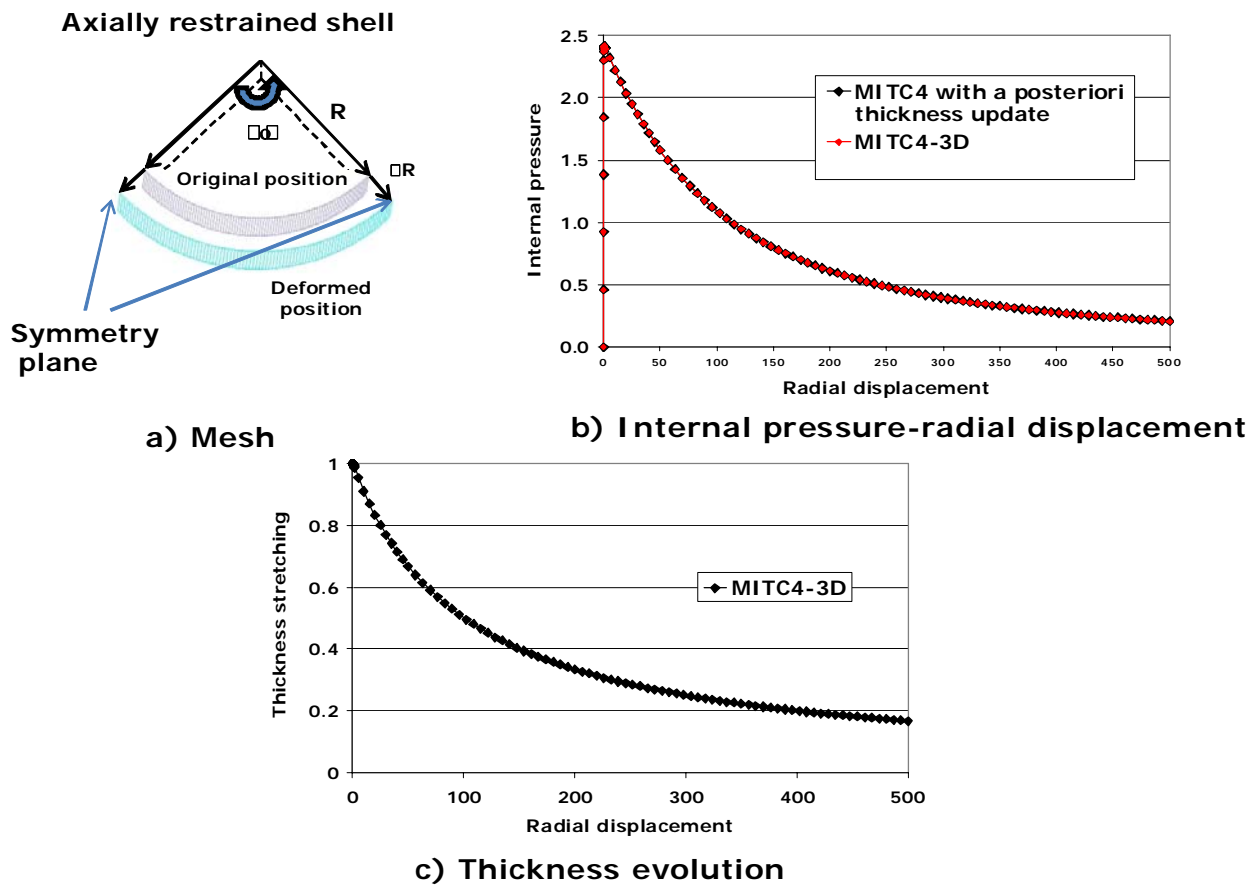 Axially restrained shell
R
□o□
□R
Original position
Deformed
position
Symmetry
plane
a) Mesh
Internal pressure
2.5
2.0
1.5
1.0
0.5
0.0
0 50 100 150 200 250 300 350 400 450 500
Radial displacement
MITC4 with a posteriori
thickness update
MITC4-3D
b) Internal pressure-radial displacement
Thickness stretching
1
0.8
0.6
0.4
0.2
0
0 100 200 300 400 500
Radial displacement
MITC4-3D
c) Thickness evolution